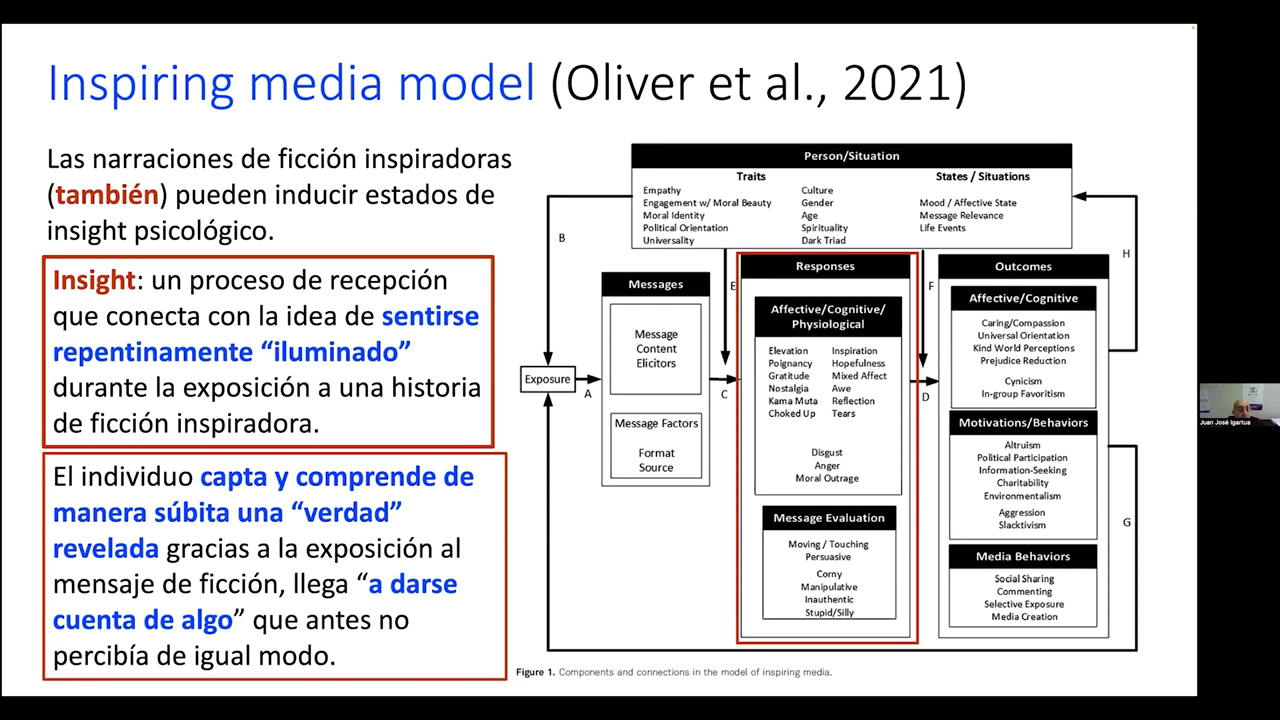 Inspiring media model (Oliver et al., 2021)
Las narraciones de ficción inspiradoras
(también) pueden inducir estados de
insight psicológico.
Insight: un proceso de recepción
que conecta con la idea de sentirse
repentinamente “iluminado”
durante la exposición a una historia
de ficción inspiradora.
El individuo capta y comprende de
manera súbita una “verdad”
revelada gracias a la exposición al
mensaje de ficción, llega “a darse
cuenta de algo” que antes no
percibía de igual modo.
Person/Situation
Traits
Empathy
Engagement w/ Moral Beauty
Moral Identity
Political Orientation
Universality
Culture
Gender
Age
Spirituality
Dark Triad
States / Situations
Mood / Affective State
Message Relevance
Life Events
B
E
F
H
Exposure
A
Messages
Message
Content
Elicitors
Message Factors
Format
Source
C
Responses
Affective/Cognitive/
Physiological
Elevation
Poignancy
Gratitude
Nostalgia
Kama Muta
Choked Up
Inspiration
Hopefulness
Mixed Affect
Awe
Reflection
Tears
Disgust
Anger
Moral Outrage
Message Evaluation
Moving / Touching
Persuasive
Corny
Manipulative
Inauthentic
Stupid/Silly
D
Outcomes
Affective/Cognitive
Caring/Compassion
Universal Orientation
Kind World Perceptions
Prejudice Reduction
Cynicism
In-group Favoritism
Motivations/Behaviors
Altruism
Political Participation
Information-Seeking
Charitability
Environmentalism
Aggression
Slacktivism
Media Behaviors
Social Sharing
Commenting
Selective Exposure
Media Creation
G
Figure 1. Components and connections in the model of inspiring media.
Juan José Igartua